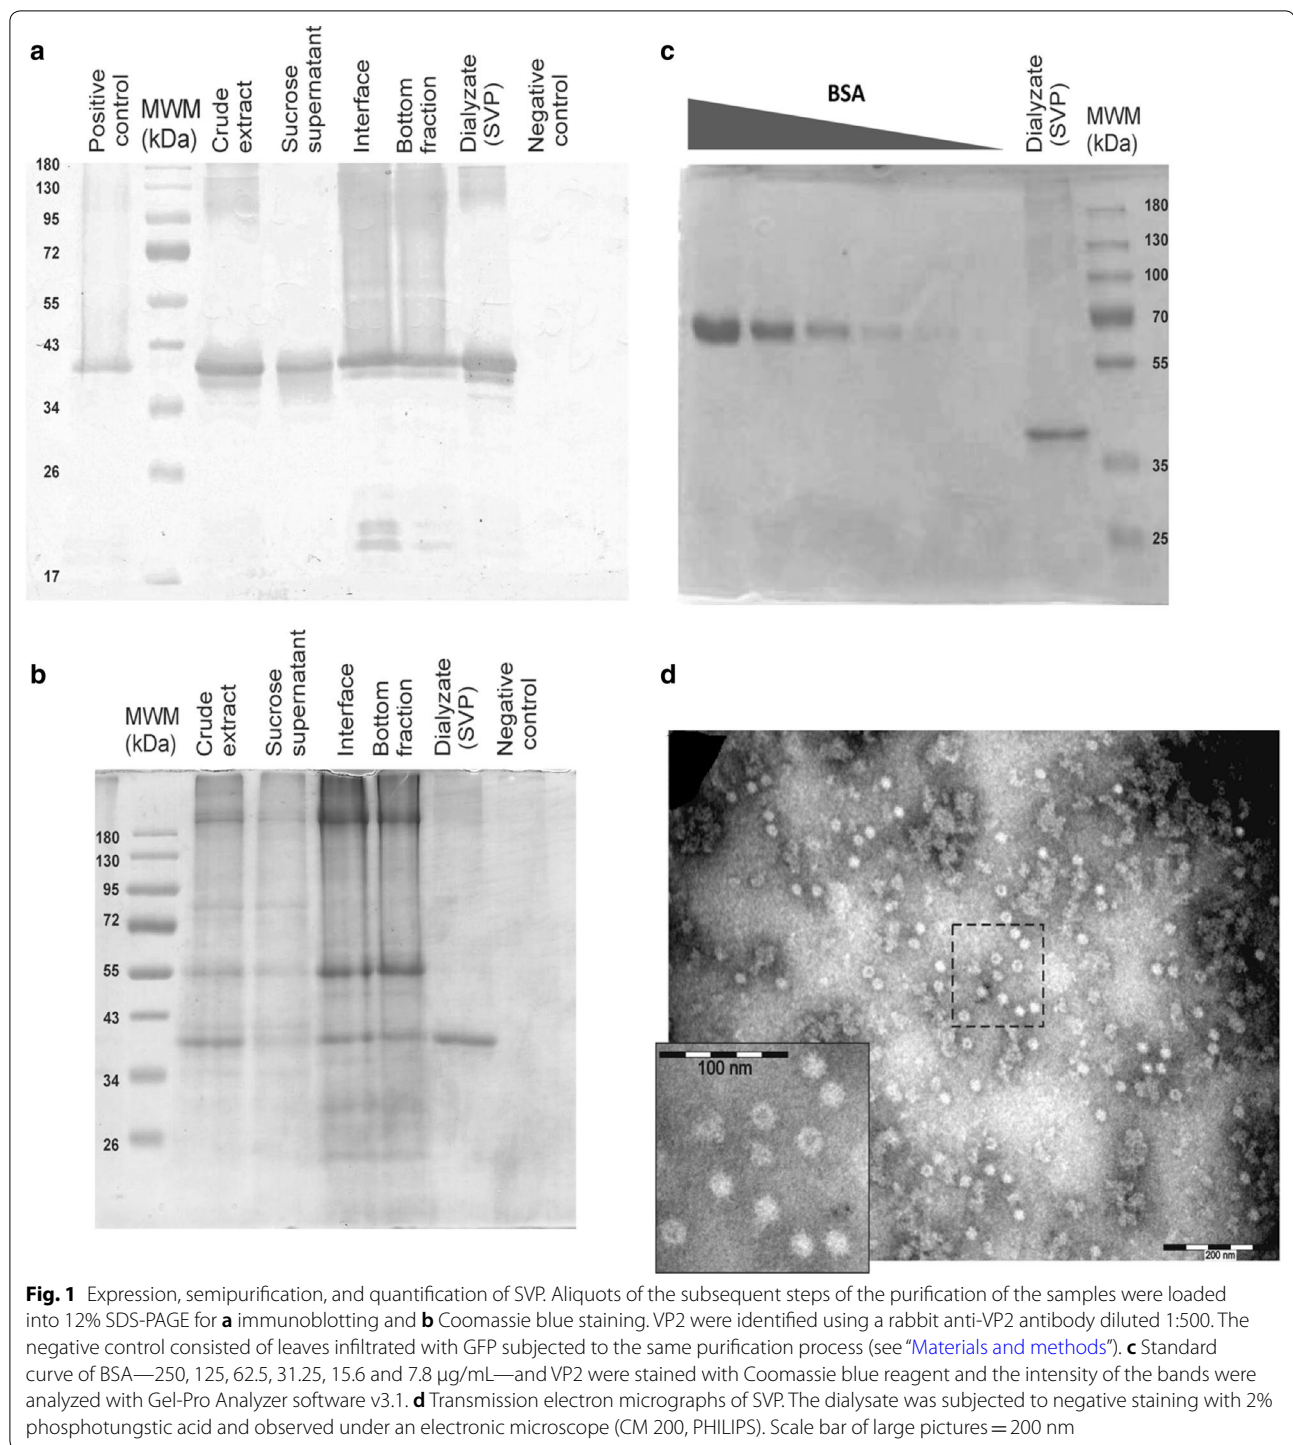 a
Positive control
MWM (kDa)
Crude extract
Sucrose supernatant
Interface
Bottom fraction
Dialyzate (SVP)
Negative control
180
130
95
72
55
43
34
26
17
c
BSA
Dialyzate (SVP)
MWM (kDa)
180
130
100
70
55
35
25
b
MWM (kDa)
Crude extract
Sucrose supernatant
Interface
Bottom fraction
Dialyzate (SVP)
Negative control
180
130
95
72
55
43
34
26
d
100 nm
200 nm
Fig. 1 Expression, semipurification, and quantification of SVP. Aliquots of the subsequent steps of the purification of the samples were loaded
into 12% SDS-PAGE for a immunoblotting and b Coomassie blue staining. VP2 were identified using a rabbit anti-VP2 antibody diluted 1:500. The
negative control consisted of leaves infiltrated with GFP subjected to the same purification process (see “Materials and methods”). c Standard
curve of BSA—250, 125, 62.5, 31.25, 15.6 and 7.8 µg/mL—and VP2 were stained with Coomassie blue reagent and the intensity of the bands were
analyzed with Gel-Pro Analyzer software v3.1. d Transmission electron micrographs of SVP. The dialysate was subjected to negative staining with 2%
phosphotungstic acid and observed under an electronic microscope (CM 200, PHILIPS). Scale bar of large pictures = 200 nm